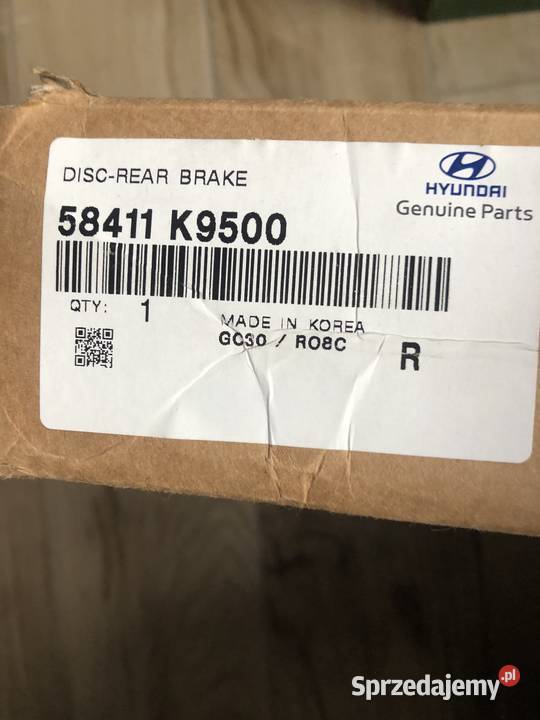 DISC-REAR BRAKE
HYUNDAI
Genuine Parts
58411 K9500
QTY: 1
MADE IN KOREA
GC30 / R08C
R
Sprzedajemy.pl